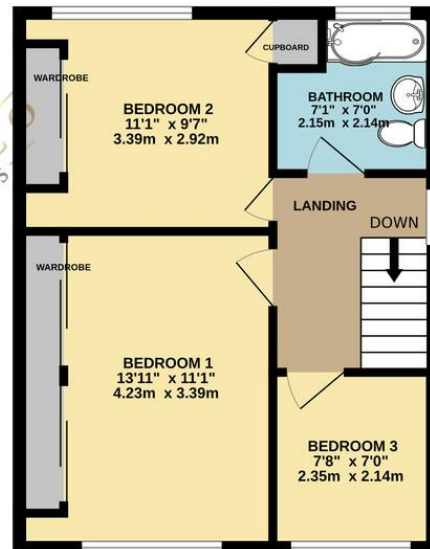 CUPBOARD
WARDROBE
BEDROOM 2
11'1" x 9'7"
3.39m x 2.92m
BATHROOM
7'1" x 7'0"
2.15m x 2.14m
LANDING
DOWN
WARDROBE
BEDROOM 1
13'11" x 11'1"
4.23m x 3.39m
BEDROOM 3
7'8" x 7'0"
2.35m x 2.14m